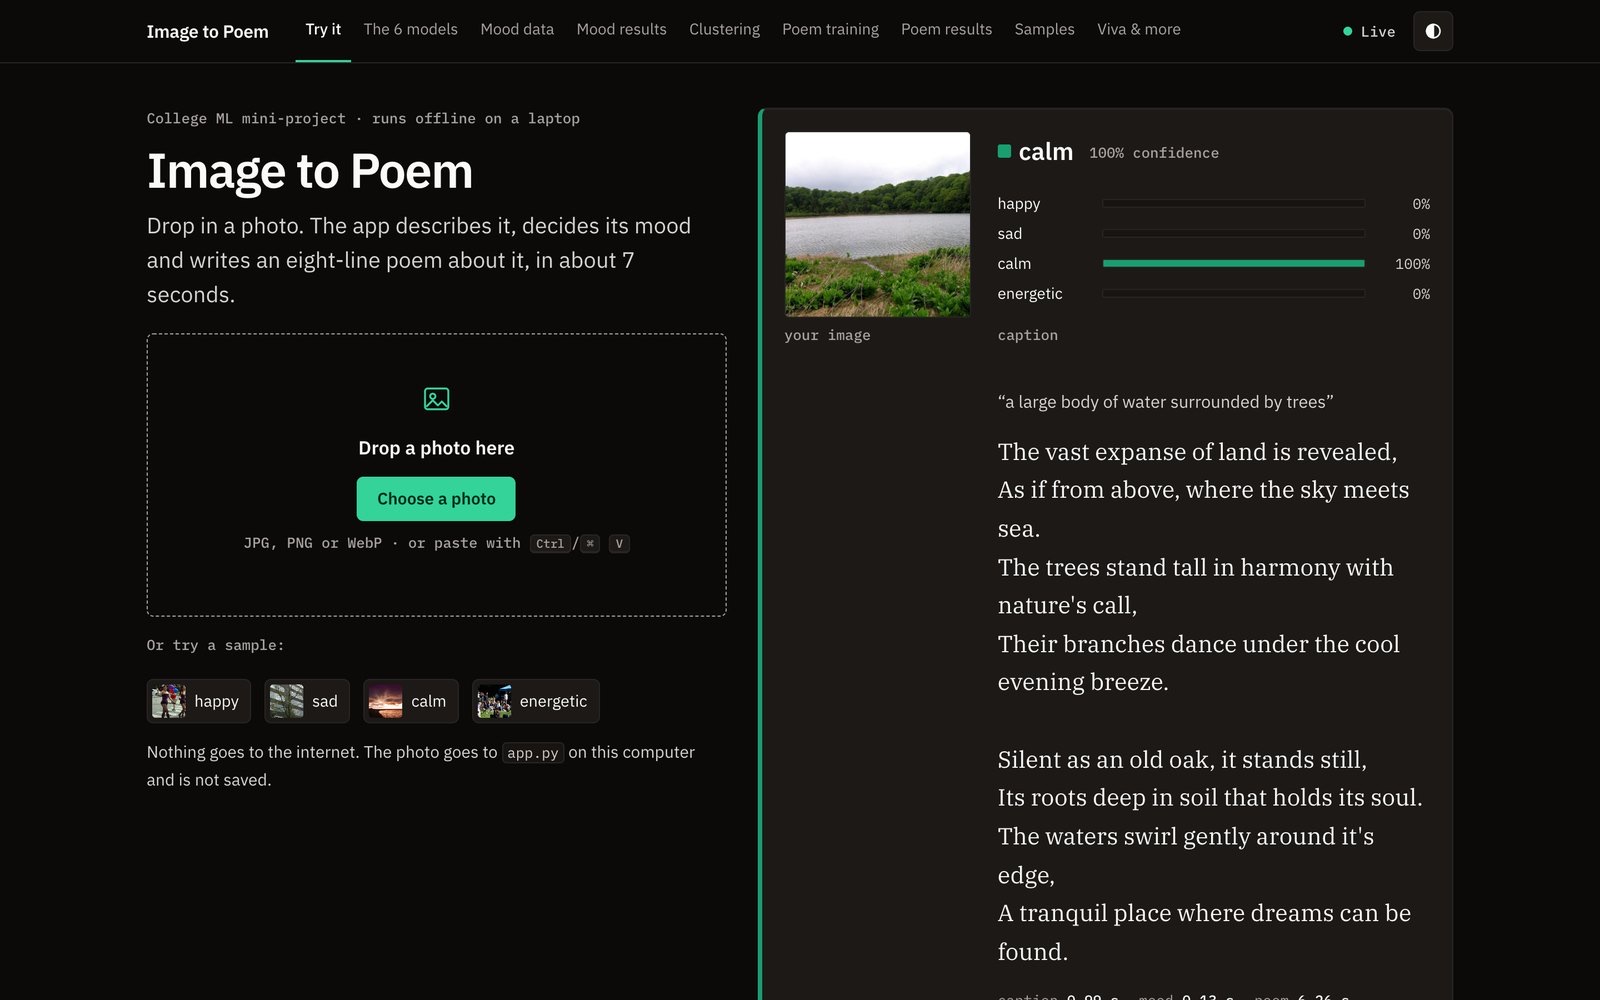 Image to Poem
Try it
The 6 models
Mood data
Mood results
Clustering
Poem training
Poem results
Samples
Viva & more
Live
College ML mini-project · runs offline on a laptop
Image to Poem
Drop in a photo. The app describes it, decides its mood
and writes an eight-line poem about it, in about 7
seconds.
Drop a photo here
Choose a photo
JPG, PNG or WebP · or paste with Ctrl/⌘ V
Or try a sample:
happy
sad
calm
energetic
Nothing goes to the internet. The photo goes to app.py on this computer
and is not saved.
your image
calm 100% confidence
happy 0%
sad 0%
calm 100%
energetic 0%
caption
“a large body of water surrounded by trees”
The vast expanse of land is revealed,
As if from above, where the sky meets
sea.
The trees stand tall in harmony with
nature's call,
Their branches dance under the cool
evening breeze.
Silent as an old oak, it stands still,
Its roots deep in soil that holds its soul.
The waters swirl gently around it's
edge,
A tranquil place where dreams can be
found.